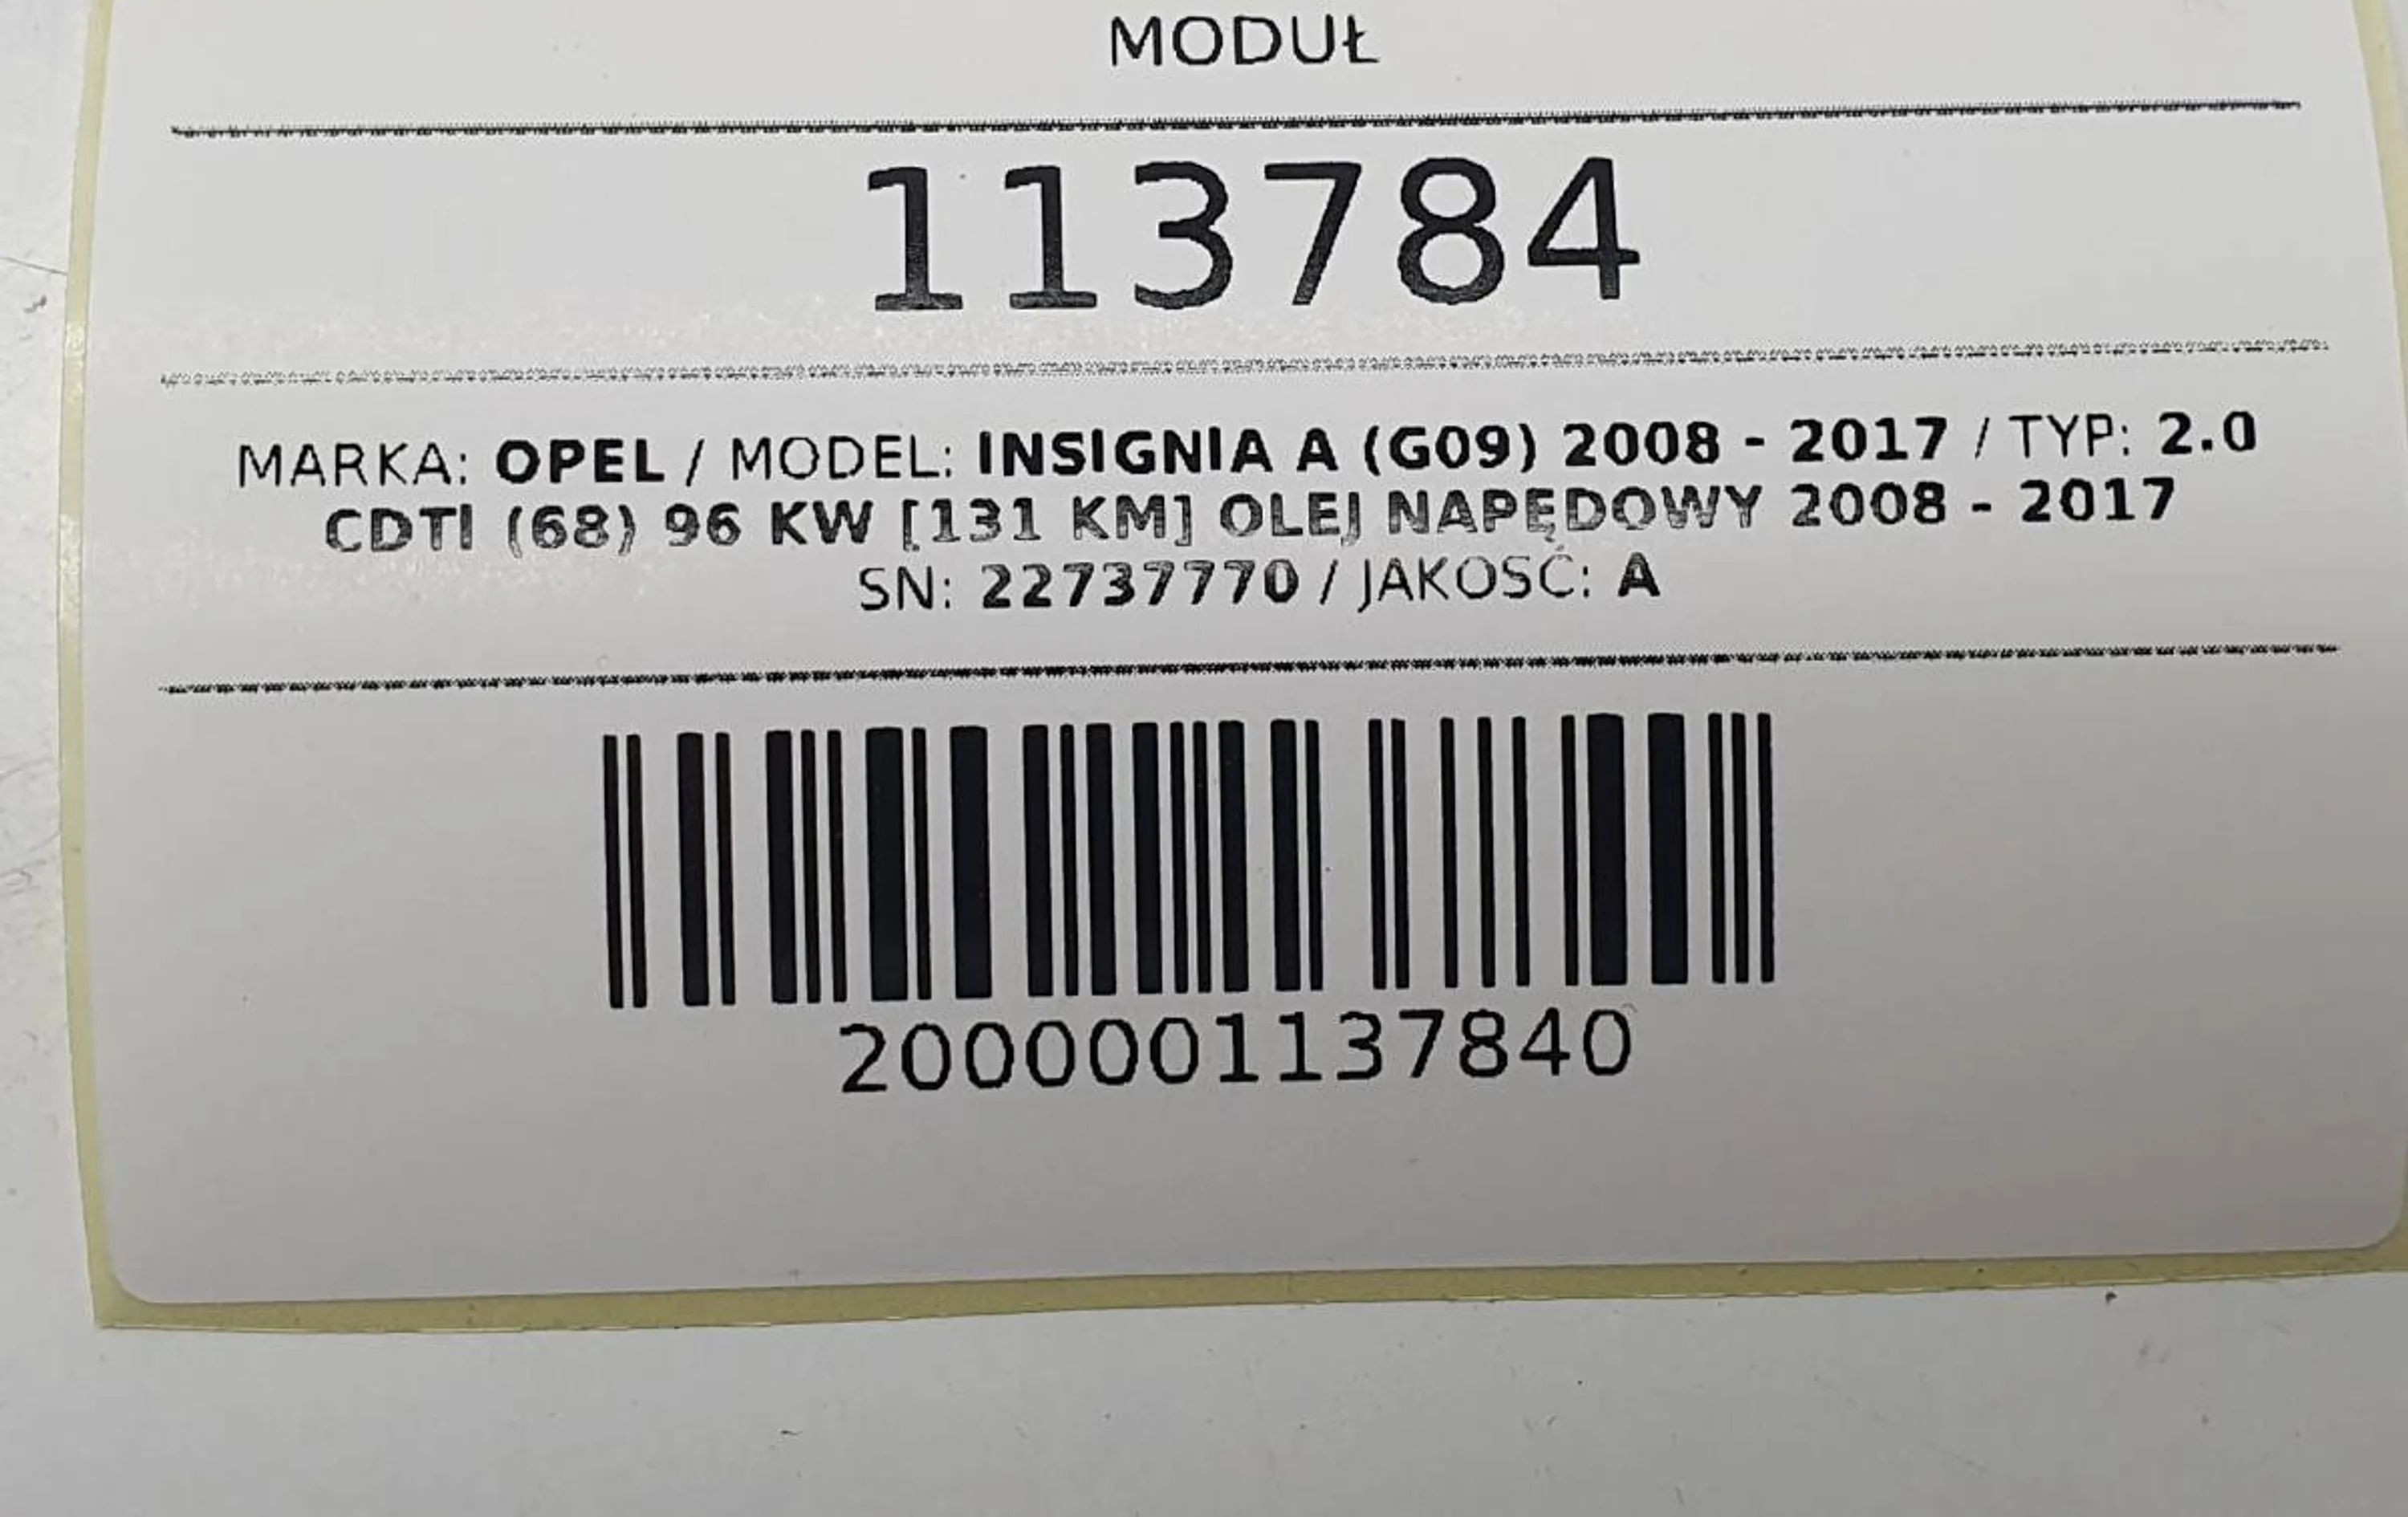 MODUŁ
113784
MARKA: OPEL / MODEL: INSIGNIA A (G09) 2008 - 2017 / TYP: 2.0
CDTI (68) 96 KW [131 KM] OLEJ NAPĘDOWY 2008 - 2017
SN: 22737770 / JAKOŚĆ: A
2000001137840